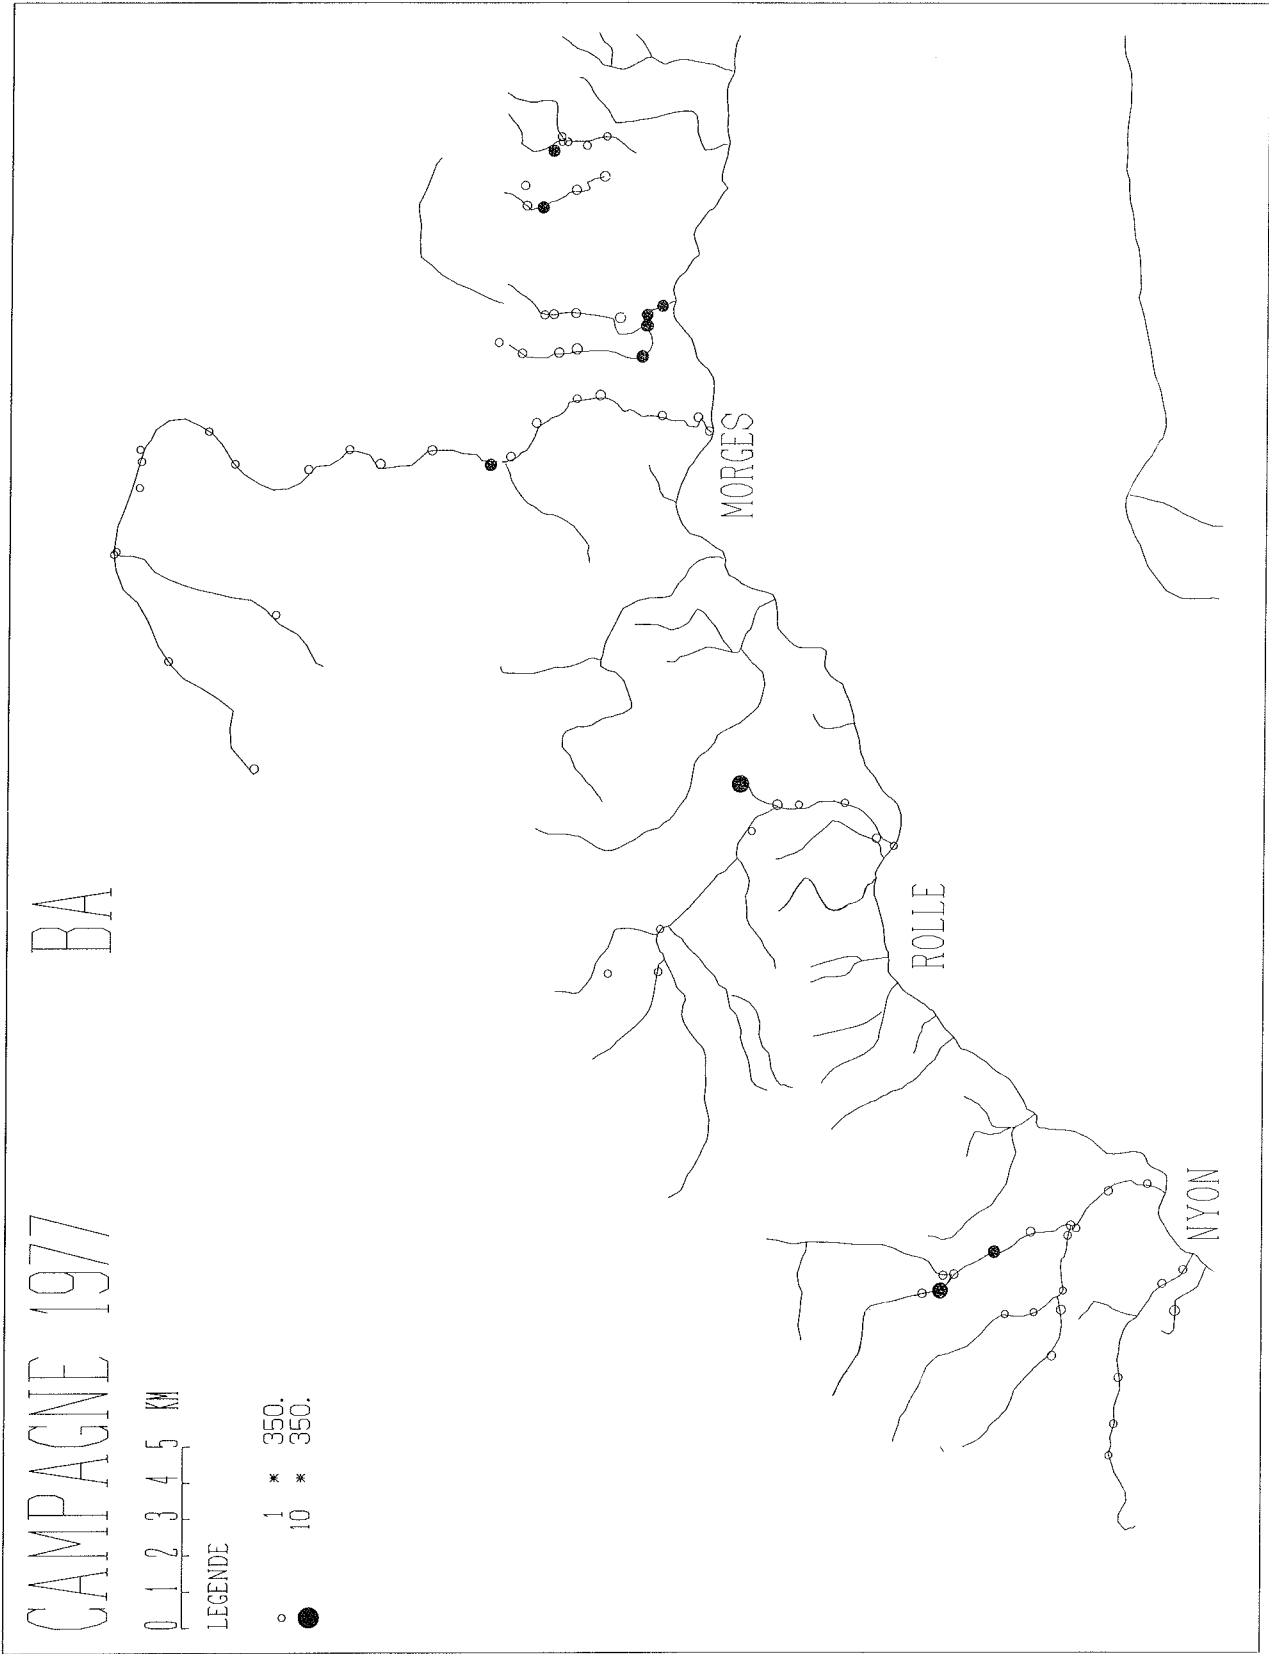 CAMPAGNE 1977 BA
0 1 2 3 4 5 KM
LEGENDE
1 * 350.
10 * 350.
MORGES
ROLLE
NYON